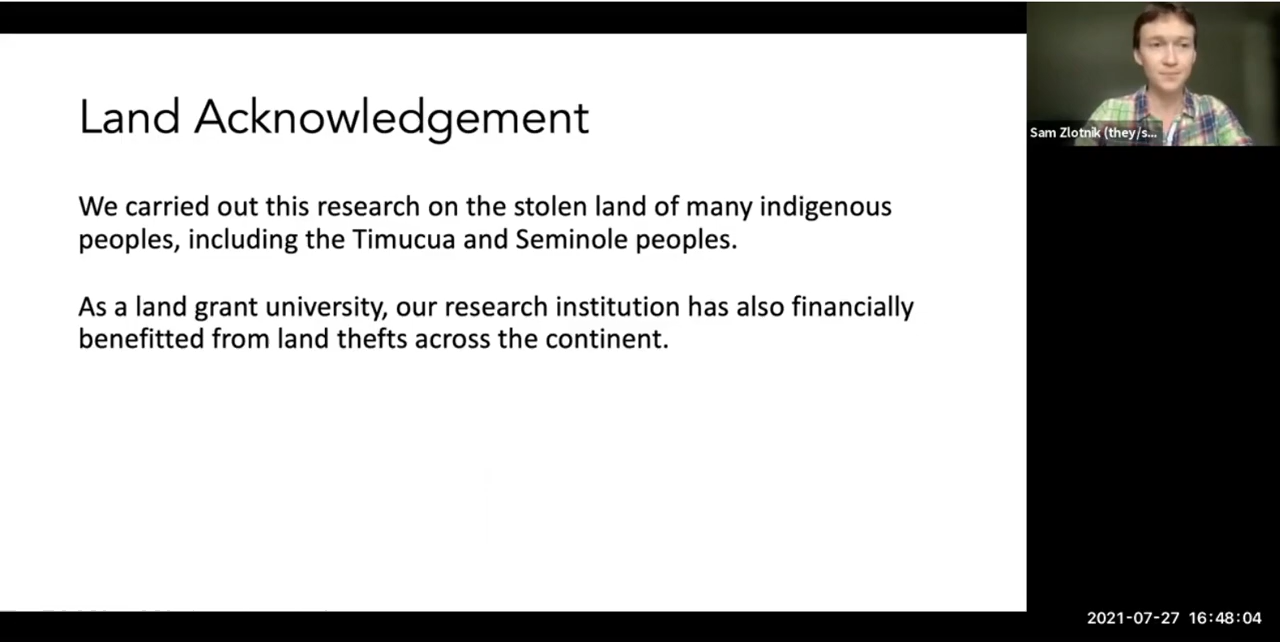 Land Acknowledgement
We carried out this research on the stolen land of many indigenous
peoples, including the Timucua and Seminole peoples.
As a land grant university, our research institution has also financially
benefitted from land thefts across the continent.
Sam Zlotnik (they/s...
2021-07-27 16:48:04